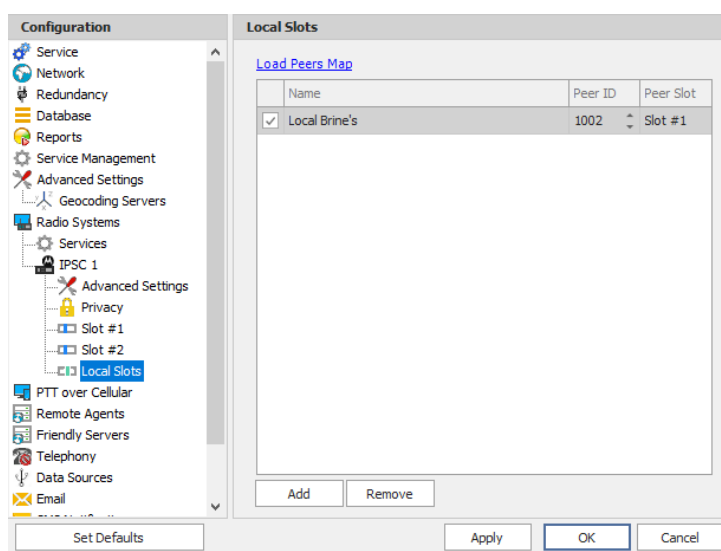 Configuration
Service
Network
Redundancy
Database
Reports
Service Management
Advanced Settings
Geocoding Servers
Radio Systems
Services
IPSC 1
Advanced Settings
Privacy
Slot #1
Slot #2
Local Slots
PTT over Cellular
Remote Agents
Friendly Servers
Telephony
Data Sources
Email
Set Defaults
Local Slots
Load Peers Map
Name Peer ID Peer Slot
Local Brine's 1002 Slot #1
Add Remove
Apply OK Cancel